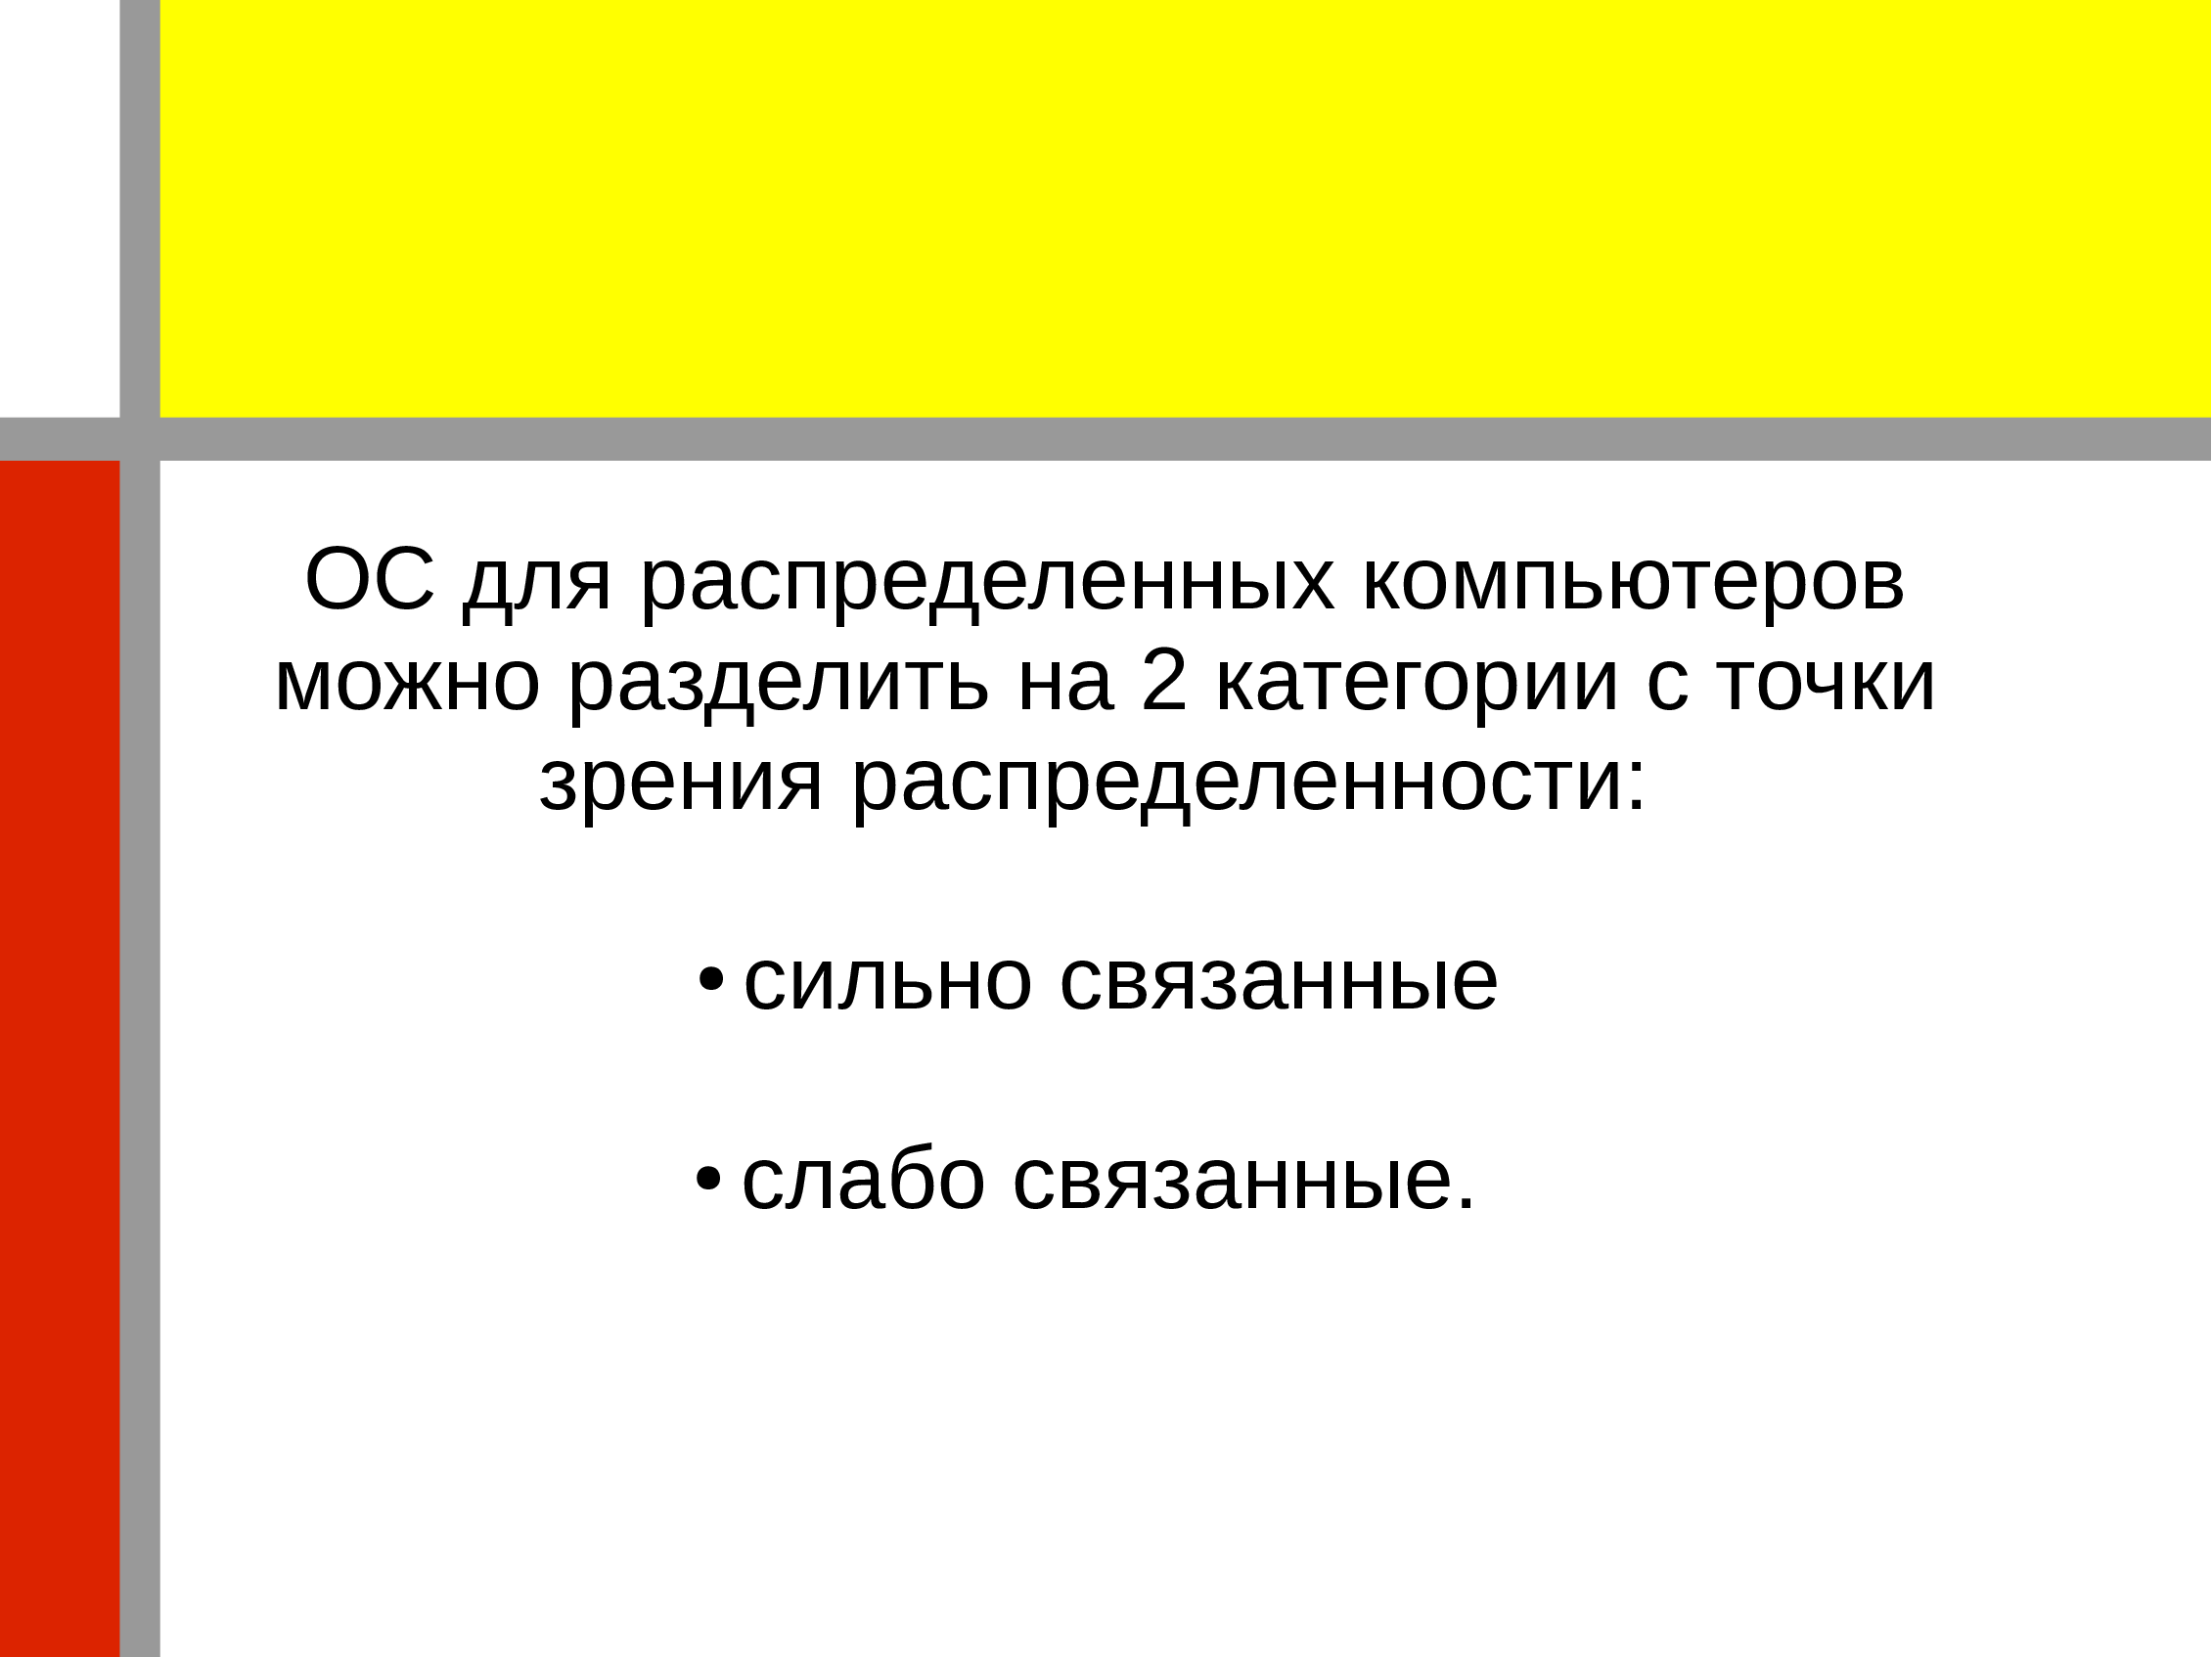 ОС для распределенных компьютеров
можно разделить на 2 категории с точки
зрения распределенности:
• сильно связанные
• слабо связанные.